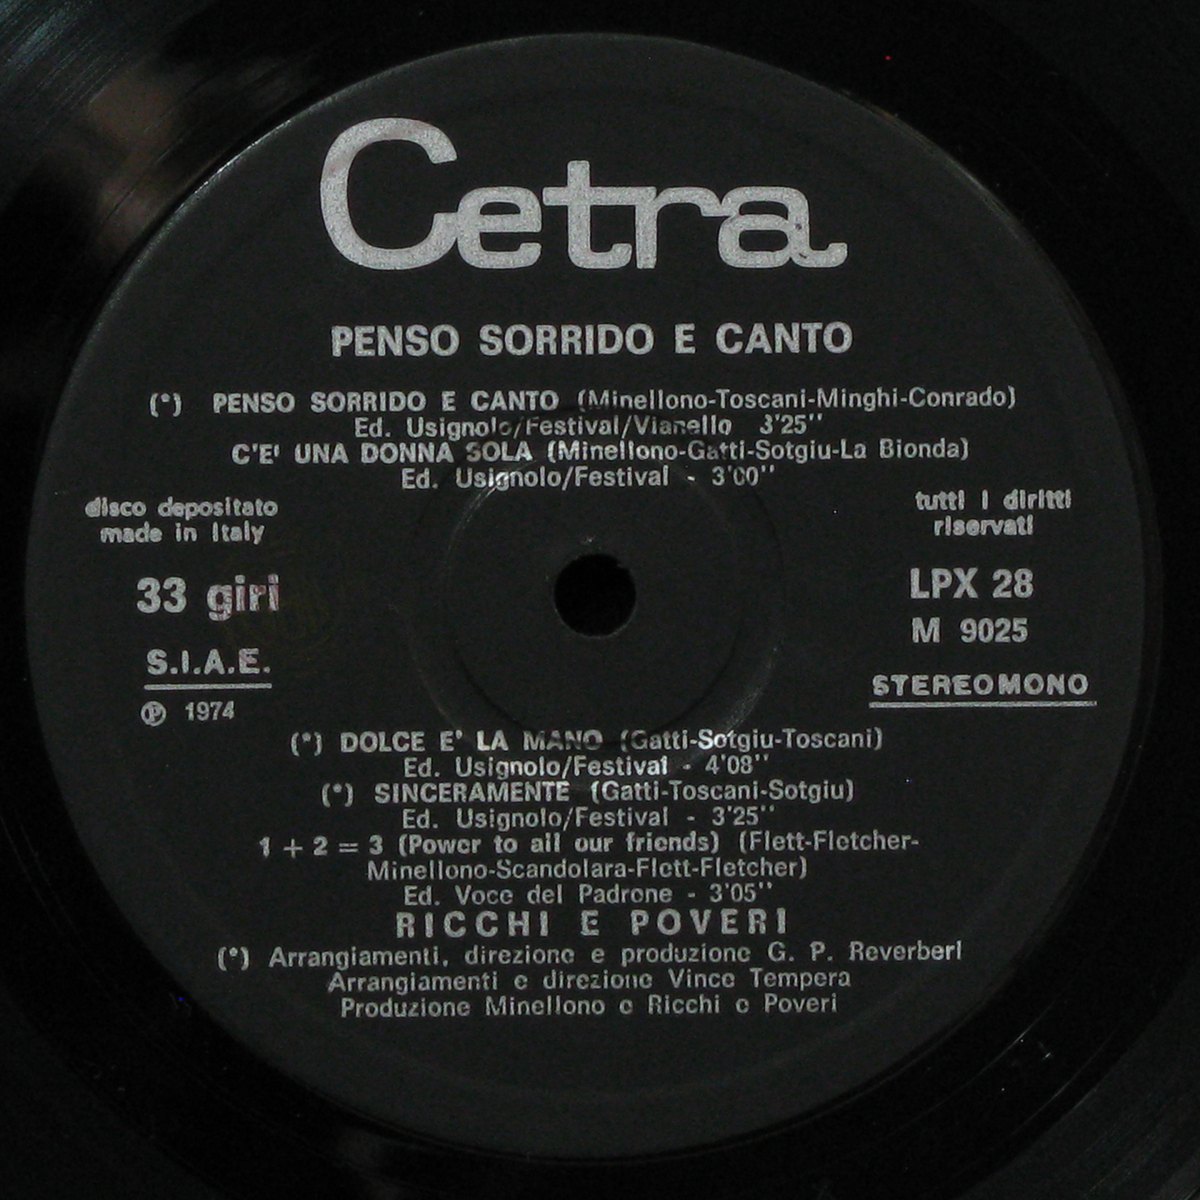 Cetra
PENSO SORRIDO E CANTO
(*) PENSO SORRIDO E CANTO (Minellono-Toscani-Minghi-Conrado)
Ed. Usignolo/Festival/Vianello 3'25''
C'E' UNA DONNA SOLA (Minellono-Gatti-Sotgiu-La Bionda)
Ed. Usignolo/Festival - 3'00''
disco depositato
made in Italy
tutti i diritti
riservati
33 giri
LPX 28
M 9025
S.I.A.E.
STEREOMONO
Ⓟ 1974
(*) DOLCE E' LA MANO (Gatti-Sotgiu-Toscani)
Ed. Usignolo/Festival - 4'08''
(*) SINCERAMENTE (Gatti-Toscani-Sotgiu)
Ed. Usignolo/Festival - 3'25''
1 + 2 = 3 (Power to all our friends) (Flett-Fletcher-
Minellono-Scandolara-Flett-Fletcher)
Ed. Voce del Padrone - 3'05''
RICCHI E POVERI
(*) Arrangiamenti, direzione e produzione G. P. Reverberi
Arrangiamenti e direzione Vince Tempera
Produzione Minellono e Ricchi e Poveri